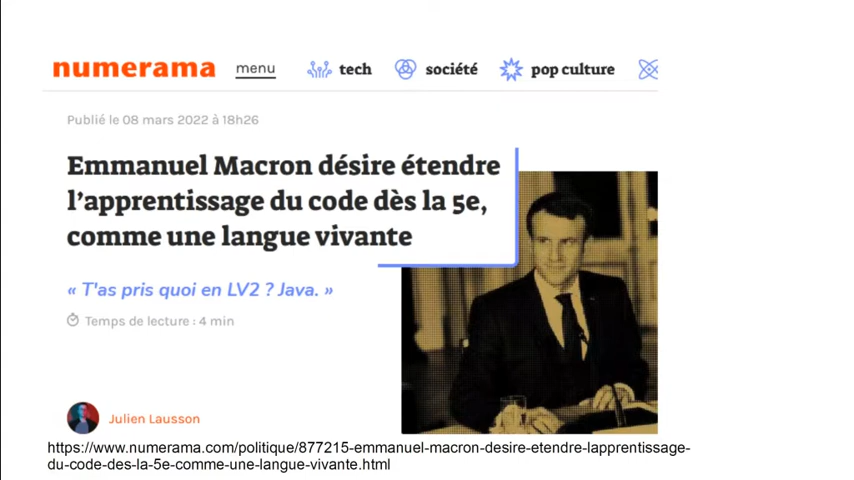 numerama menu tech société pop culture
Publié le 08 mars 2022 à 18h26
Emmanuel Macron désire étendre
l'apprentissage du code dès la 5e,
comme une langue vivante
« T'as pris quoi en LV2 ? Java. »
Temps de lecture : 4 min
Julien Lausson
https://www.numerama.com/politique/877215-emmanuel-macron-desire-etendre-lapprentissage-
du-code-des-la-5e-comme-une-langue-vivante.html